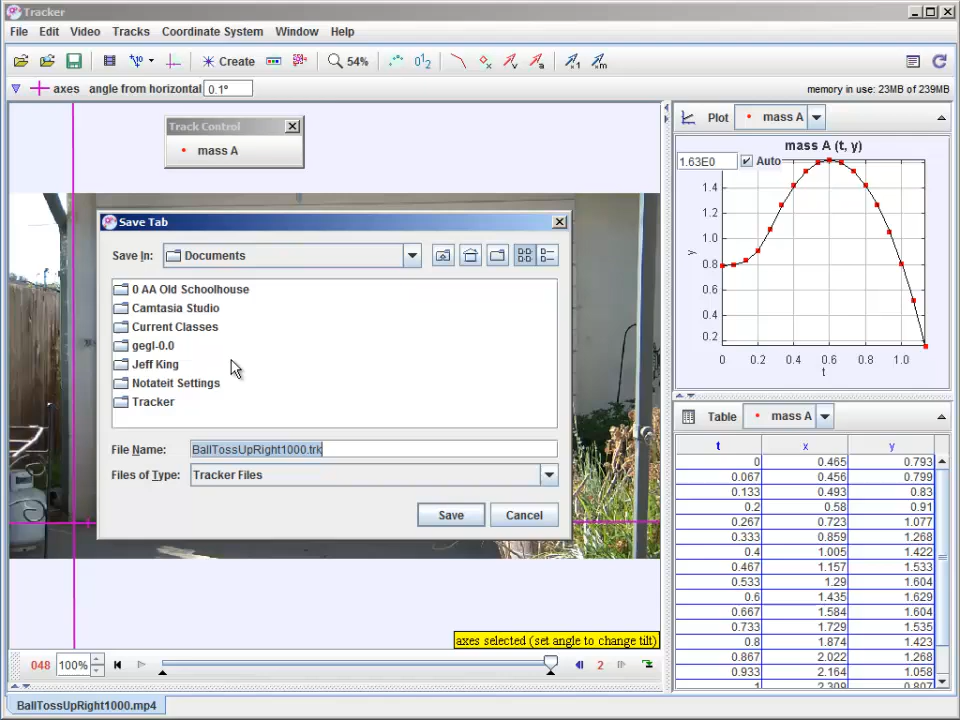 Tracker
File Edit Video Tracks Coordinate System Window Help
Create 54%
axes angle from horizontal 0.1º memory in use: 23MB of 239MB
Track Control
mass A
Plot mass A
mass A (t, y)
1.63E0 Auto
1.4
1.2
1.0
0.8
0.6
0.4
0.2
y
0 0.2 0.4 0.6 0.8 1.0
t
Save Tab
Save In: Documents
0 AA Old Schoolhouse
Camtasia Studio
Current Classes
gegl-0.0
Jeff King
Notateit Settings
Tracker
File Name: BallTossUpRight1000.trk
Files of Type: Tracker Files
Save Cancel
Table mass A
t x y
0 0.465 0.793
0.067 0.456 0.799
0.133 0.493 0.83
0.2 0.58 0.91
0.267 0.723 1.077
0.333 0.859 1.268
0.4 1.005 1.422
0.467 1.157 1.533
0.533 1.29 1.604
0.6 1.435 1.629
0.667 1.584 1.604
0.733 1.729 1.535
0.8 1.874 1.423
0.867 2.022 1.268
0.933 2.164 1.058
1 2.309 0.807
axes selected (set angle to change tilt)
048 100% 2
BallTossUpRight1000.mp4